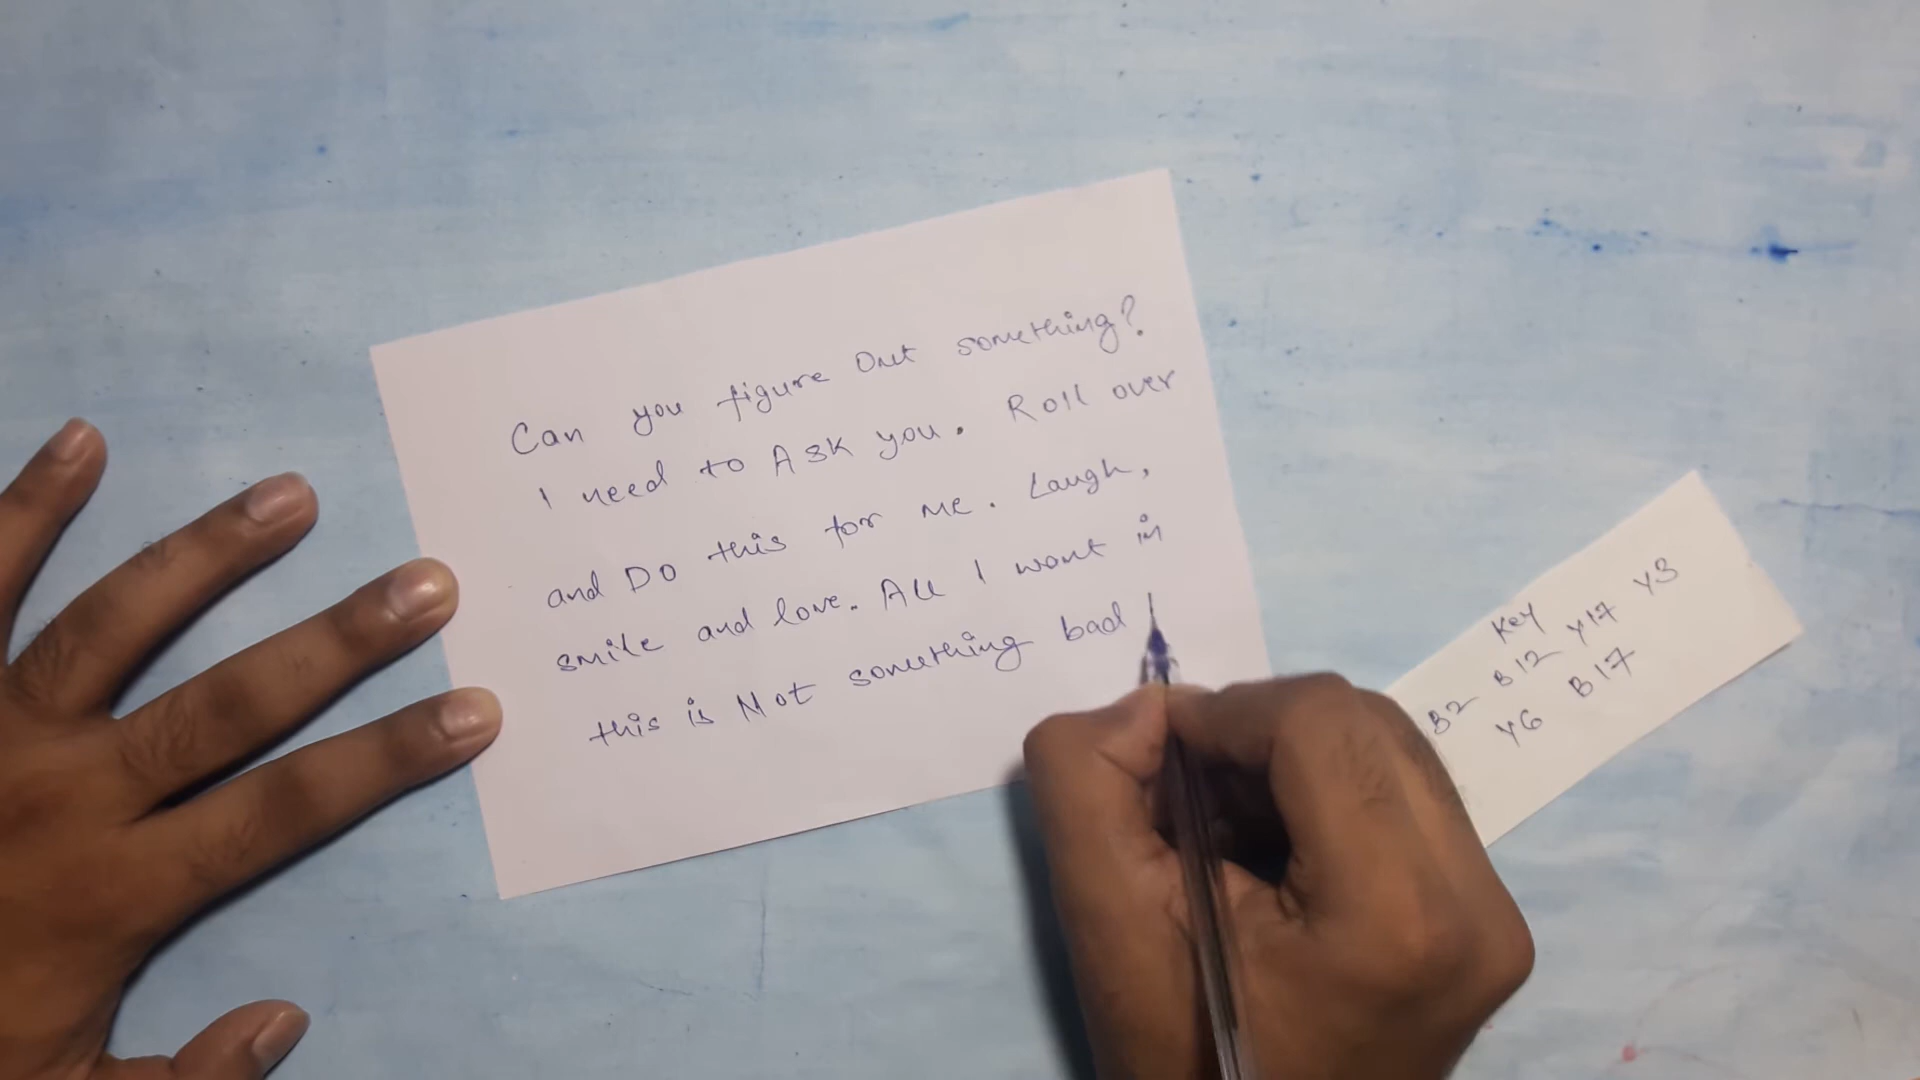 Can you figure Out something?
I need to Ask you. Roll over
and DO this for me. Laugh,
smile and love. All I want in
this is Not something bad
Key
B2 B12 Y17 Y3
Y6 B17